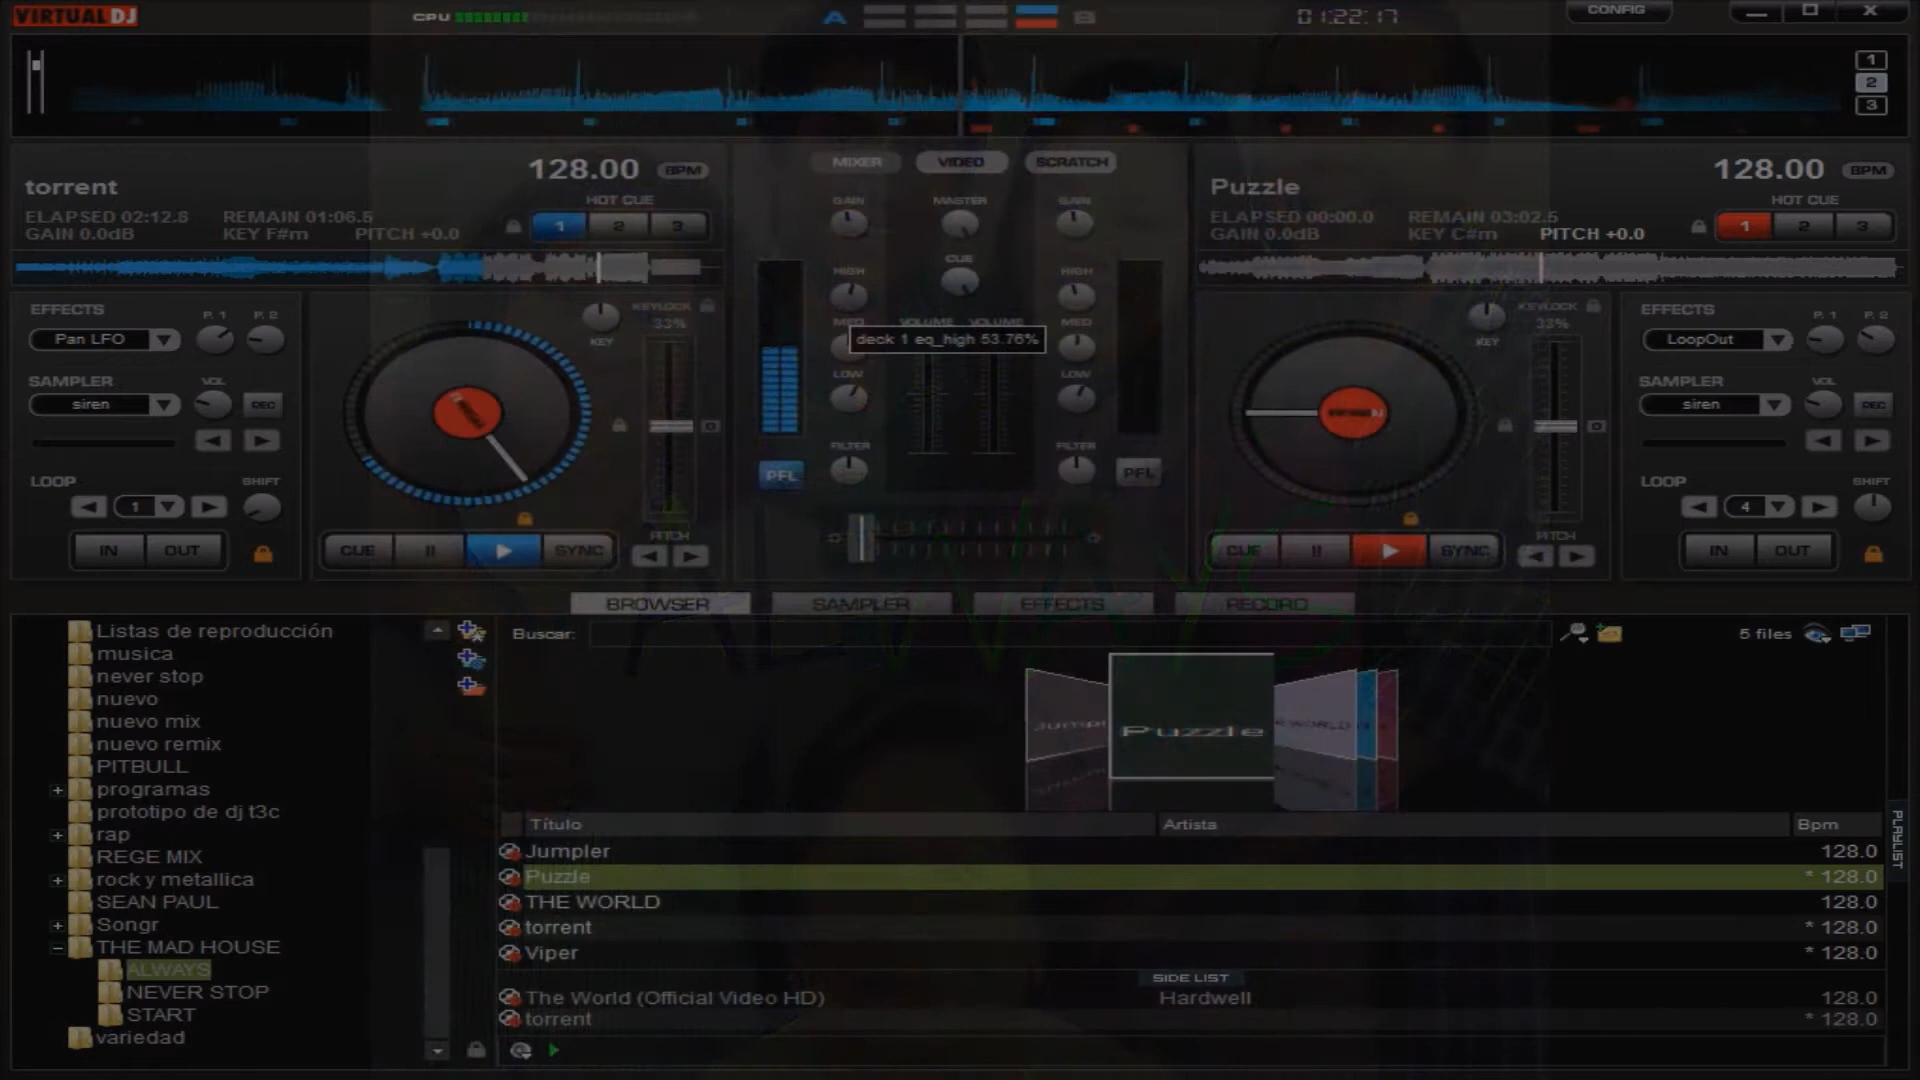 VIRTUAL DJ
CPU
A
B
01:22:17
CONFIG
1
2
3
torrent
128.00 BPM
HOT CUE
ELAPSED 02:12.8 REMAIN 01:06.5
GAIN 0.0dB KEY F#m PITCH +0.0
1 2 3
MIXER VIDEO SCRATCH
GAIN MASTER GAIN
CUE
HIGH HIGH
MED VOLUME VOLUME MED
deck 1 eq_high 53.76%
LOW LOW
FILTER FILTER
PFL PFL
Puzzle
128.00 BPM
HOT CUE
ELAPSED 00:00.0 REMAIN 03:02.5
GAIN 0.0dB KEY C#m PITCH +0.0
1 2 3
EFFECTS P. 1 P. 2
Pan LFO
SAMPLER VOL
siren REC
LOOP SHIFT
1
IN OUT
KEYLOCK
33%
KEY
CUE II SYNC
PITCH
EFFECTS P. 1 P. 2
LoopOut
SAMPLER VOL
siren REC
LOOP SHIFT
4
IN OUT
KEYLOCK
33%
KEY
CUE II SYNC
PITCH
ALWAYS
BROWSER SAMPLER EFFECTS RECORD
Listas de reproducción
musica
never stop
nuevo
nuevo mix
nuevo remix
PITBULL
programas
prototipo de dj t3c
rap
REGE MIX
rock y metallica
SEAN PAUL
Songr
THE MAD HOUSE
ALWAYS
NEVER STOP
START
variedad
Buscar:
5 files
Puzzle
Título Artista Bpm
Jumpler 128.0
Puzzle * 128.0
THE WORLD 128.0
torrent * 128.0
Viper * 128.0
SIDE LIST
The World (Official Video HD) Hardwell 128.0
torrent * 128.0
PLAYLIST